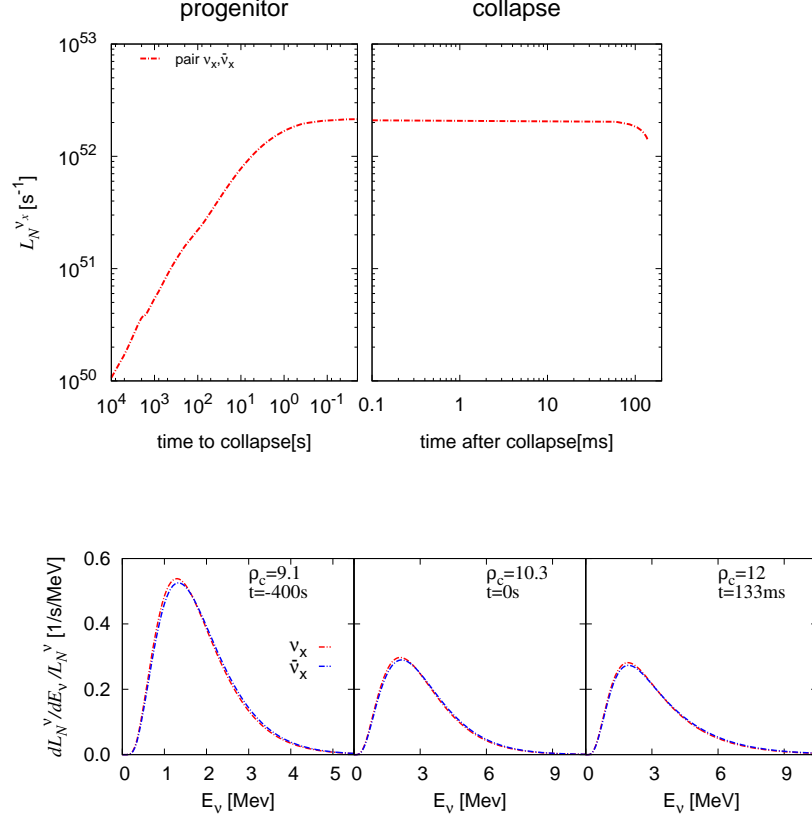 progenitor collapse
10^53
pair ν_x,ν̄_x
10^52
L_N^ν_x [s^-1]
10^51
10^50
10^4 10^3 10^2 10^1 10^0 10^-1 0.1 1 10 100
time to collapse[s] time after collapse[ms]
0.6
ρ_c=9.1 ρ_c=10.3 ρ_c=12
t=-400s t=0s t=133ms
dL_N^ν/dE_ν/L_N^ν [1/s/MeV]
0.4
ν_x
ν̄_x
0.2
0.0
0 1 2 3 4 5 0 3 6 9 0 3 6 9
E_ν [Mev] E_ν [Mev] E_ν [MeV]